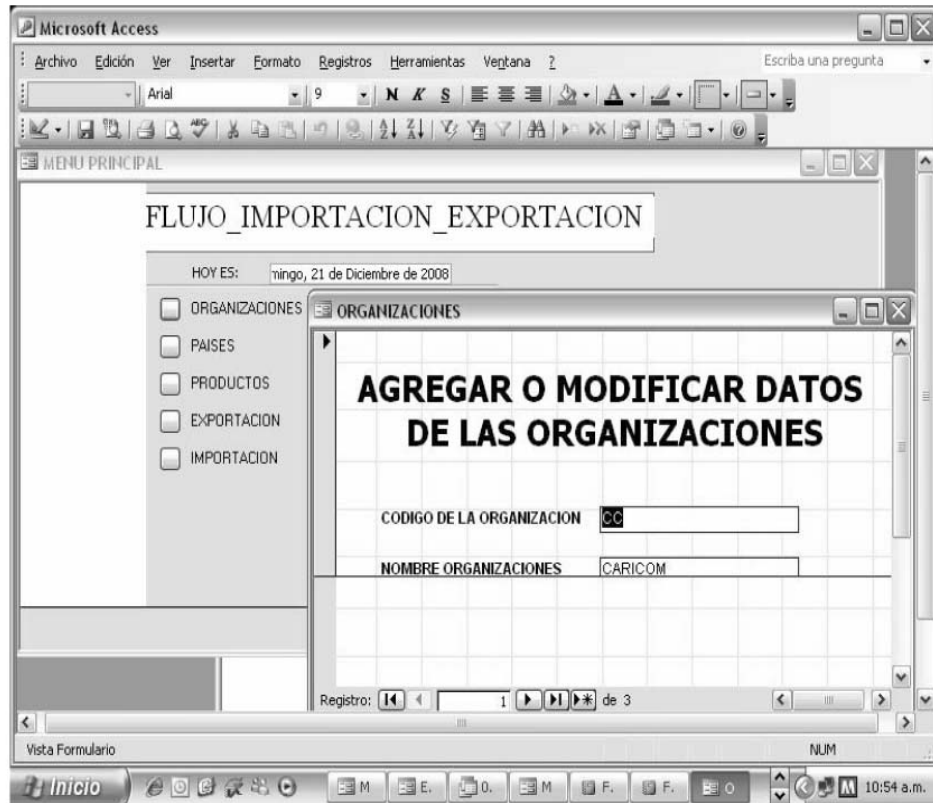 Microsoft Access
Archivo Edición Ver Insertar Formato Registros Herramientas Ventana ? Escriba una pregunta
Arial 9 N K S
MENU PRINCIPAL
FLUJO_IMPORTACION_EXPORTACION
HOY ES: mingo, 21 de Diciembre de 2008
ORGANIZACIONES
PAISES
PRODUCTOS
EXPORTACION
IMPORTACION
ORGANIZACIONES
AGREGAR O MODIFICAR DATOS
DE LAS ORGANIZACIONES
CODIGO DE LA ORGANIZACION CC
NOMBRE ORGANIZACIONES CARICOM
Registro: 1 de 3
Vista Formulario NUM
Inicio M E. O. M F. F. O 10:54 a.m.